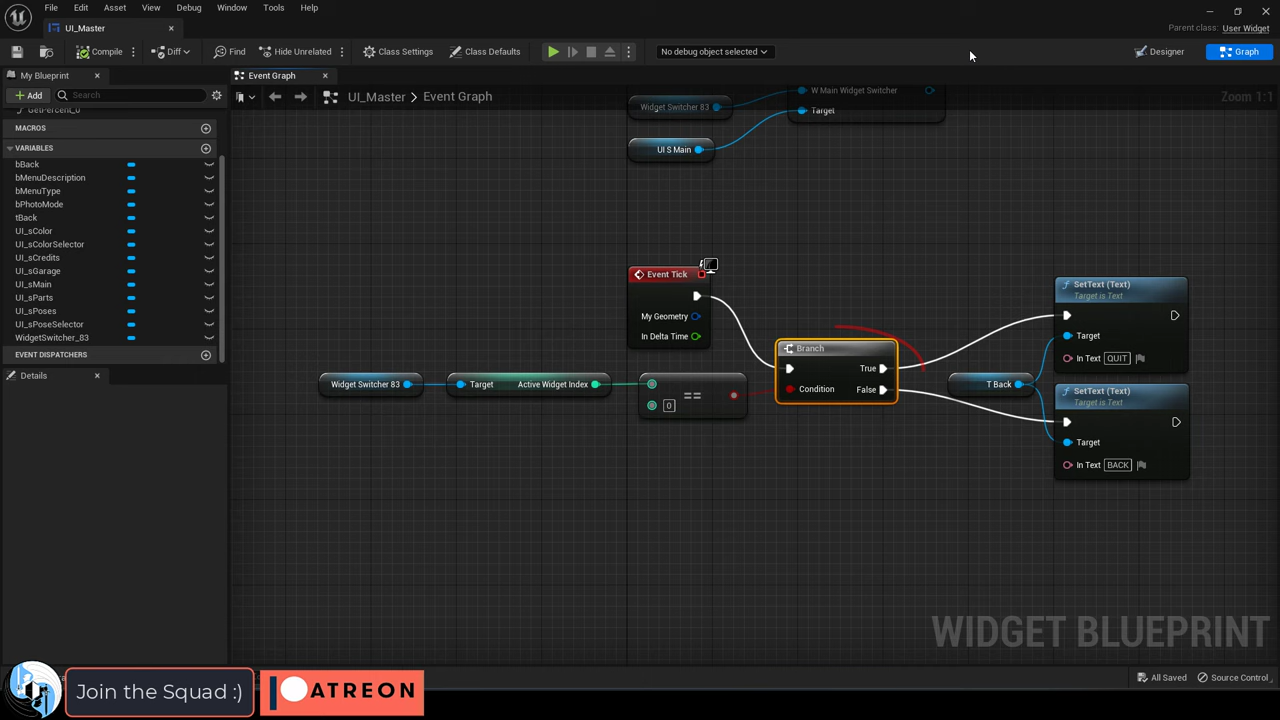 File Edit Asset View Debug Window Tools Help
UI_Master
Parent class: User Widget
Compile Diff Find Hide Unrelated Class Settings Class Defaults No debug object selected Designer Graph
My Blueprint Event Graph
Add Search UI_Master > Event Graph Zoom 1:1
GetPercent_0
MACROS
VARIABLES
bBack
bMenuDescription
bMenuType
bPhotoMode
tBack
UI_sColor
UI_sColorSelector
UI_sCredits
UI_sGarage
UI_sMain
UI_sParts
UI_sPoses
UI_sPoseSelector
WidgetSwitcher_83
EVENT DISPATCHERS
Details
Widget Switcher 83
W Main Widget Switcher
Target
UI S Main
Event Tick
My Geometry
In Delta Time
Widget Switcher 83
Target Active Widget Index
0 ==
Branch
True
Condition False
T Back
SetText (Text)
Target is Text
Target
In Text QUIT
SetText (Text)
Target is Text
Target
In Text BACK
WIDGET BLUEPRINT
Join the Squad :)
PATREON
All Saved Source Control